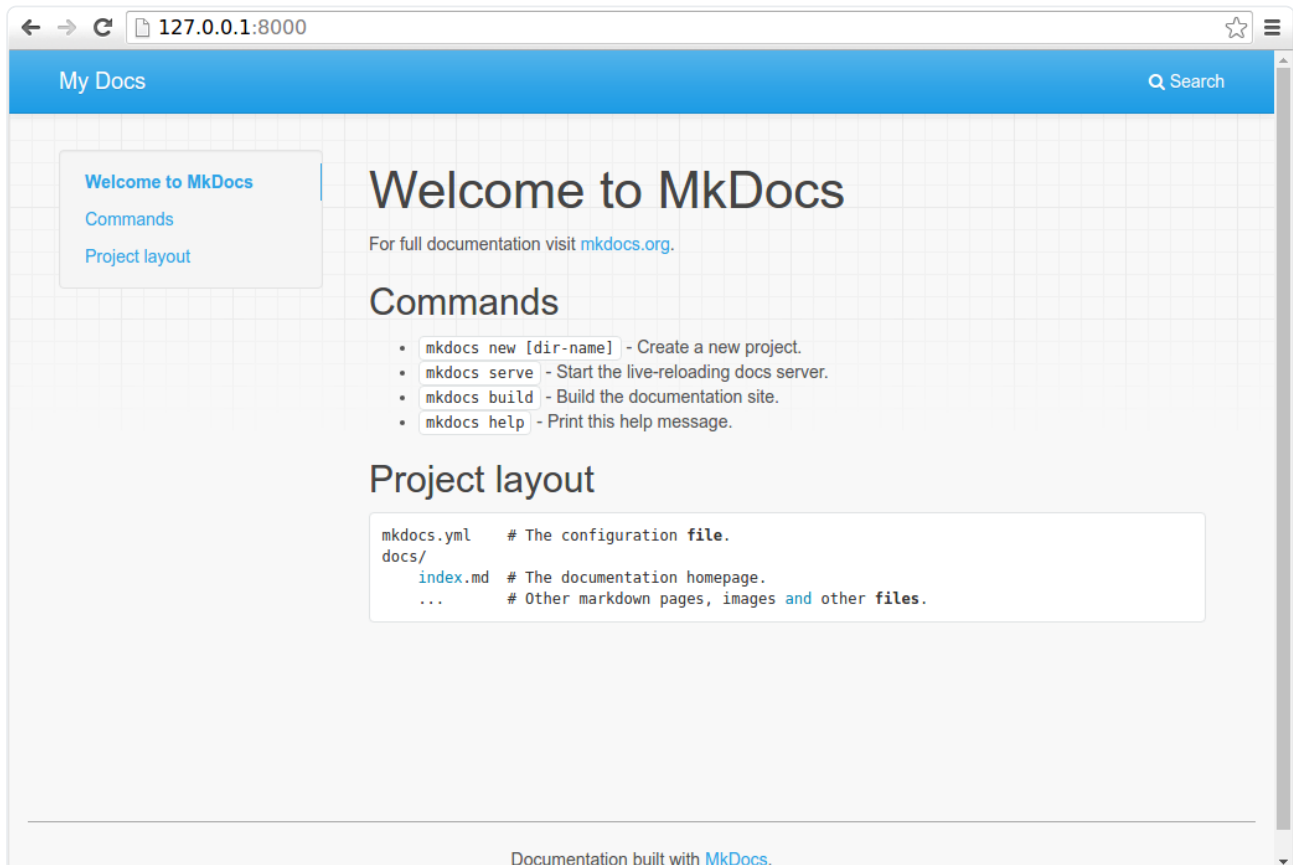 127.0.0.1:8000
My Docs
Search
Welcome to MkDocs
Commands
Project layout
Welcome to MkDocs
For full documentation visit mkdocs.org.
Commands
mkdocs new [dir-name] - Create a new project.
mkdocs serve - Start the live-reloading docs server.
mkdocs build - Build the documentation site.
mkdocs help - Print this help message.
Project layout
mkdocs.yml    # The configuration file.
docs/
    index.md  # The documentation homepage.
    ...       # Other markdown pages, images and other files.
Documentation built with MkDocs.